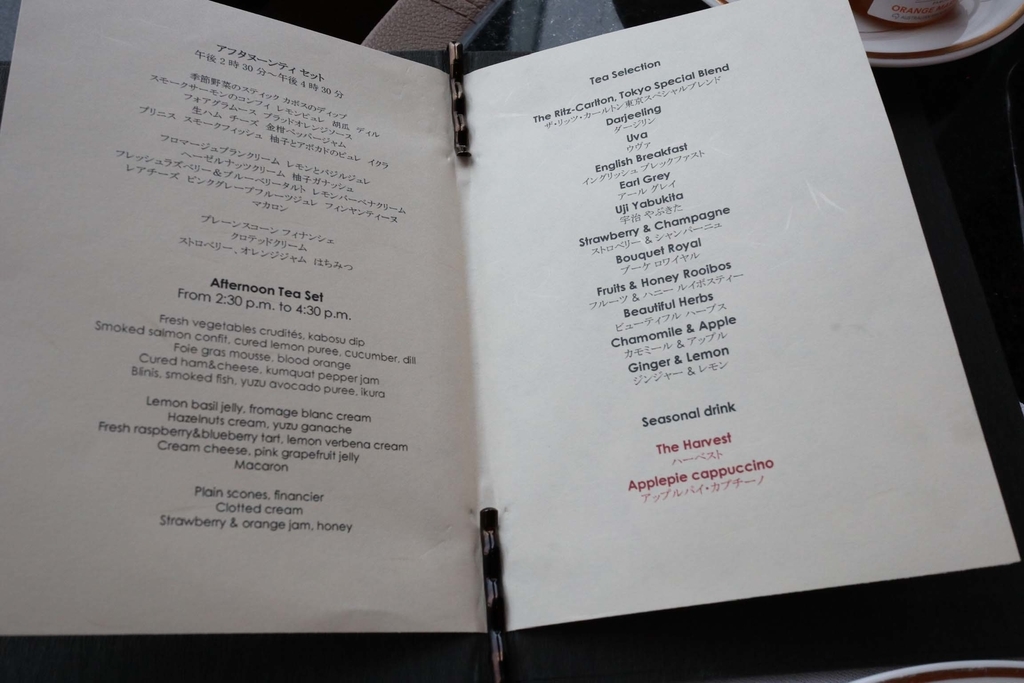 アフタヌーンティ セット
午後2時30分～午後4時30分
季節野菜のスティック カボスのディップ
スモークサーモンのコンフィ レモンピュレ 胡瓜 ディル
フォアグラムース ブラッドオレンジソース
生ハム チーズ 金柑ペッパージャム
ブリニス スモークフィッシュ 柚子とアボカドのピュレ イクラ
フロマージュブランクリーム レモンとバジルジュレ
ヘーゼルナッツクリーム 柚子ガナッシュ
フレッシュラズベリー＆ブルーベリータルト レモンバーベナクリーム
レアチーズ ピンクグレープフルーツジュレ フィンヤンティーヌ
マカロン
プレーンスコーン フィナンシェ
クロテッドクリーム
ストロベリー、オレンジジャム はちみつ
Afternoon Tea Set
From 2:30 p.m. to 4:30 p.m.
Fresh vegetables crudités, kabosu dip
Smoked salmon confit, cured lemon puree, cucumber, dill
Foie gras mousse, blood orange
Cured ham&cheese, kumquat pepper jam
Blinis, smoked fish, yuzu avocado puree, ikura
Lemon basil jelly, fromage blanc cream
Hazelnuts cream, yuzu ganache
Fresh raspberry&blueberry tart, lemon verbena cream
Cream cheese, pink grapefruit jelly
Macaron
Plain scones, financier
Clotted cream
Strawberry & orange jam, honey
Tea Selection
The Ritz-Carlton, Tokyo Special Blend
ザ・リッツ・カールトン東京スペシャルブレンド
Darjeeling
ダージリン
Uva
ウヴァ
English Breakfast
イングリッシュ ブレックファスト
Earl Grey
アール グレイ
Uji Yabukita
宇治 やぶきた
Strawberry & Champagne
ストロベリー & シャンパーニュ
Bouquet Royal
ブーケ ロワイヤル
Fruits & Honey Rooibos
フルーツ & ハニー ルイボスティー
Beautiful Herbs
ビューティフル ハーブス
Chamomile & Apple
カモミール & アップル
Ginger & Lemon
ジンジャー & レモン
Seasonal drink
The Harvest
ハーベスト
Applepie cappuccino
アップルパイ・カプチーノ
ORANGE